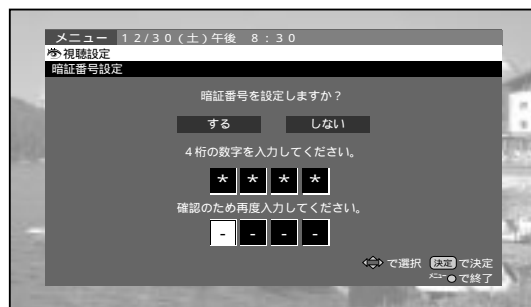 メニュー 12/30(土)午後 8:30
視聴設定
暗証番号設定
暗証番号を設定しますか？
する しない
4桁の数字を入力してください。
* * * *
確認のため再度入力してください。
- - - -
で選択 決定 で決定
メニュー で終了